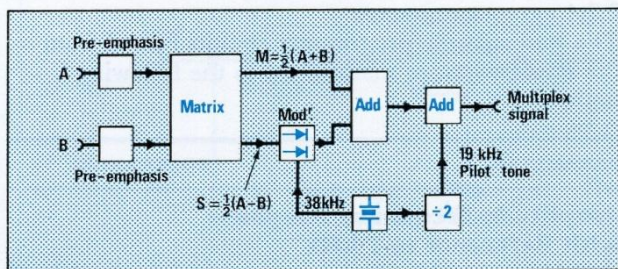 Pre-emphasis
A
M=½(A+B)
Matrix
Add
Add
Multiplex
signal
Modr.
B
19 kHz
Pilot tone
Pre-emphasis
S=½(A−B)
38kHz
÷2